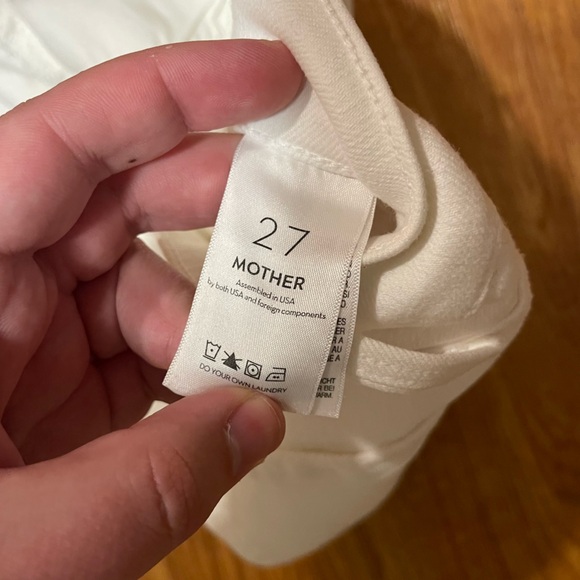 27
MOTHER
Assembled in USA
by both USA and foreign components
DO YOUR OWN LAUNDRY